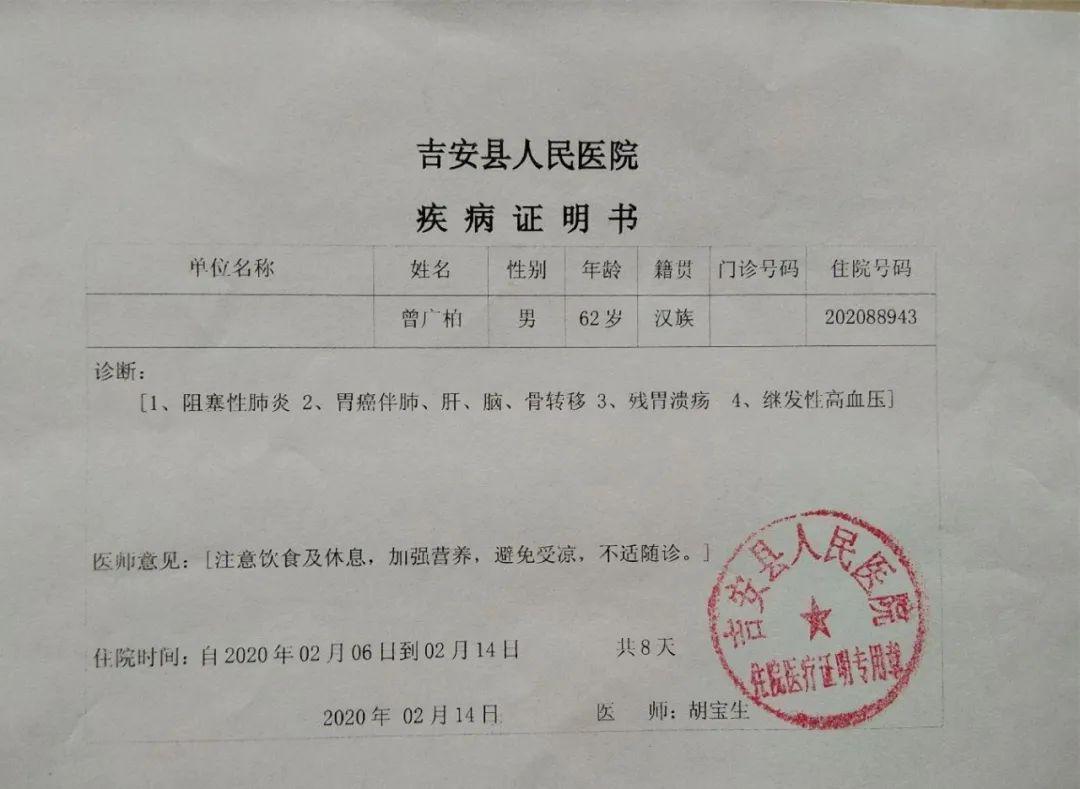 吉安县人民医院
疾病证明书
单位名称 姓名 性别 年龄 籍贯 门诊号码 住院号码
曾广柏 男 62岁 汉族 202088943
诊断：
[1、阻塞性肺炎 2、胃癌伴肺、肝、脑、骨转移 3、残胃溃疡 4、继发性高血压]
医师意见：[注意饮食及休息，加强营养，避免受凉，不适随诊。]
住院时间：自2020年02月06日到02月14日 共8天
2020年 02月14日 医 师：胡宝生
吉安县人民医院
住院医疗证明专用章